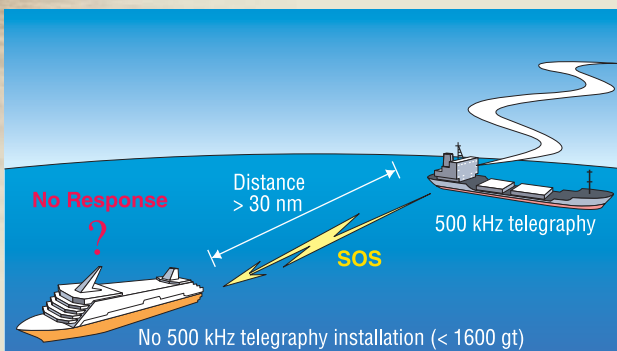 Distance
> 30 nm
No Response
?
500 kHz telegraphy
SOS
No 500 kHz telegraphy installation (< 1600 gt)